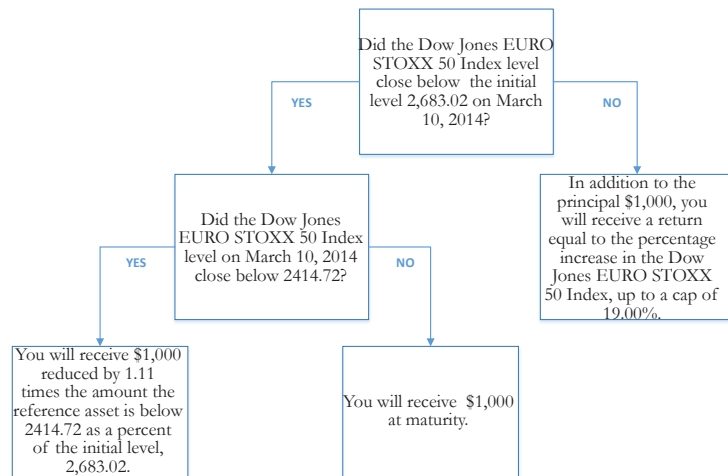 Did the Dow Jones EURO
STOXX 50 Index level
close below the initial
level 2,683.02 on March
10, 2014?
YES
NO
Did the Dow Jones
EURO STOXX 50 Index
level on March 10, 2014
close below 2414.72?
In addition to the
principal $1,000, you
will receive a return
equal to the percentage
increase in the Dow
Jones EURO STOXX
50 Index, up to a cap of
19.00%.
YES
NO
You will receive $1,000
reduced by 1.11
times the amount the
reference asset is below
2414.72 as a percent
of the initial level,
2,683.02.
You will receive $1,000
at maturity.